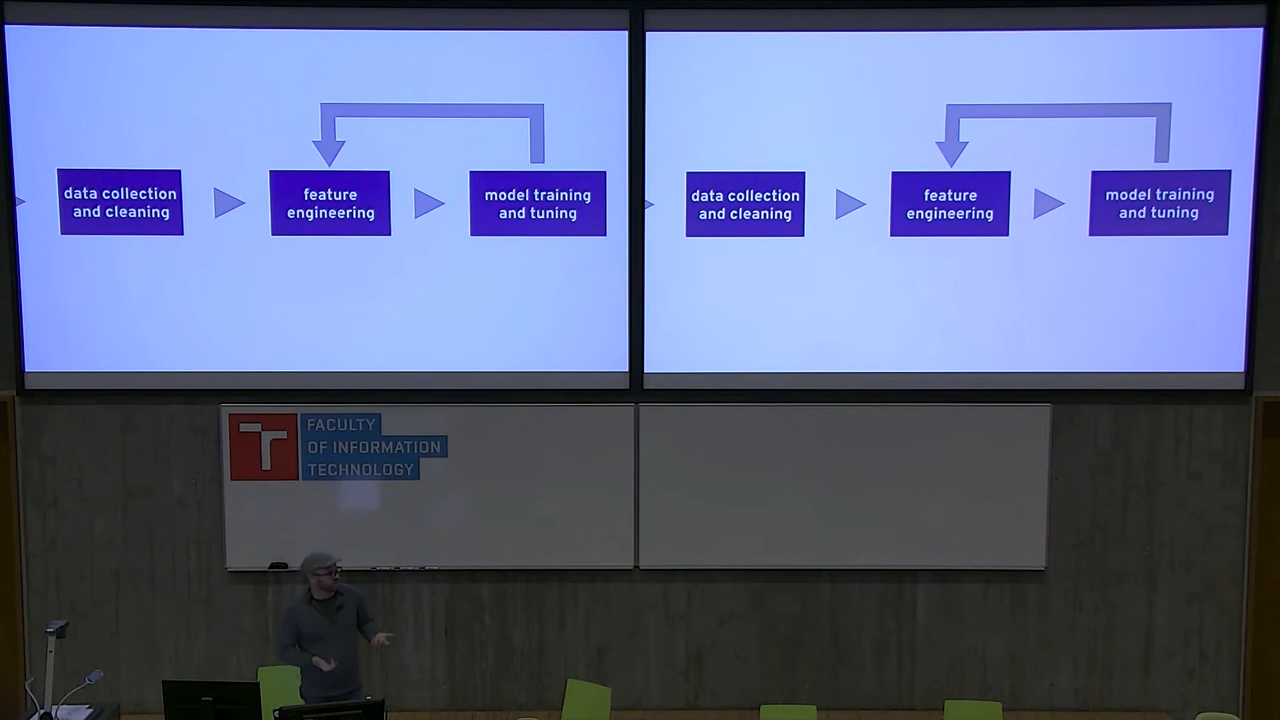 data collection
and cleaning
feature
engineering
model training
and tuning
data collection
and cleaning
feature
engineering
model training
and tuning
FACULTY
OF INFORMATION
TECHNOLOGY